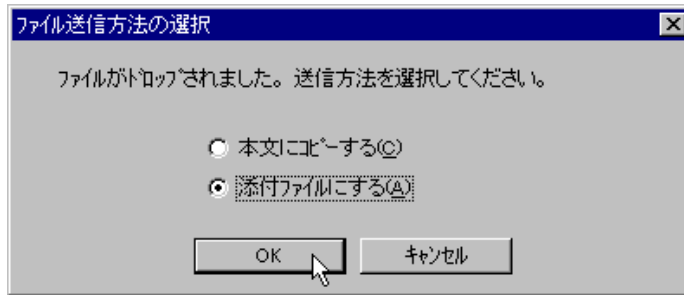 ﾌｧｲﾙ送信方法の選択
ﾌｧｲﾙがﾄﾞﾛｯﾌﾟされました。送信方法を選択してください。
本文にｺﾋﾟｰする(C)
添付ﾌｧｲﾙにする(A)
OK
ｷｬﾝｾﾙ